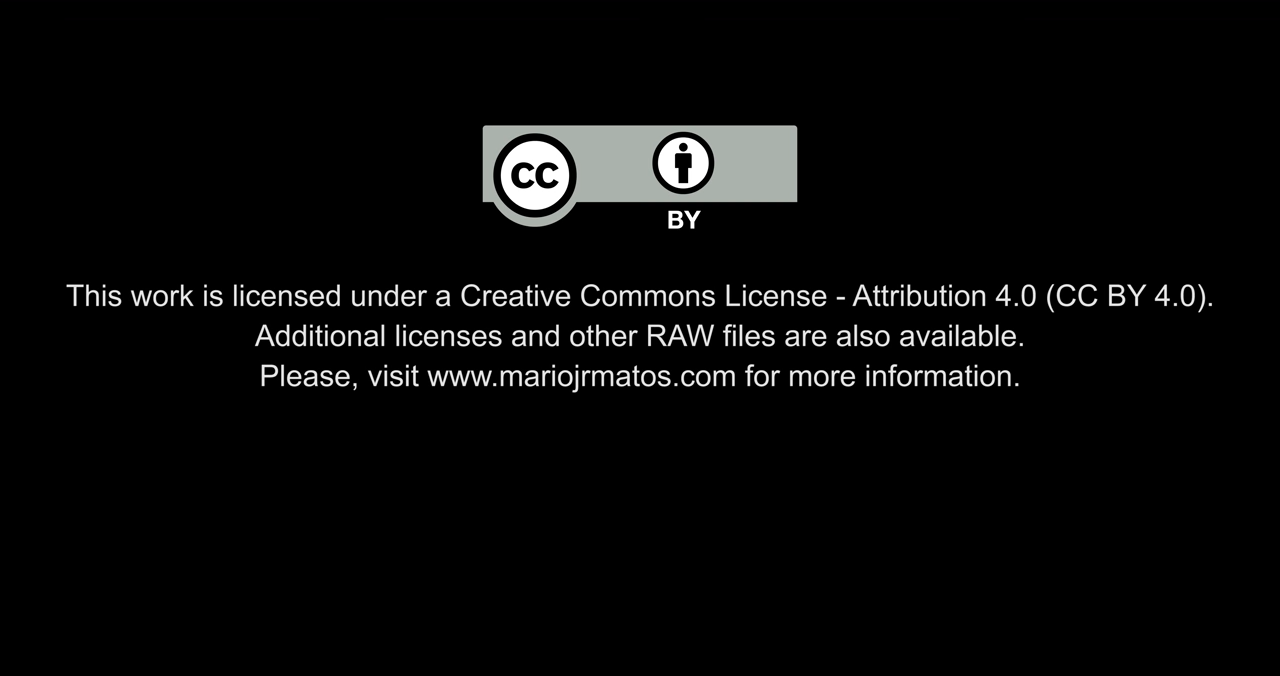 CC
BY
This work is licensed under a Creative Commons License - Attribution 4.0 (CC BY 4.0).
Additional licenses and other RAW files are also available.
Please, visit www.mariojrmatos.com for more information.